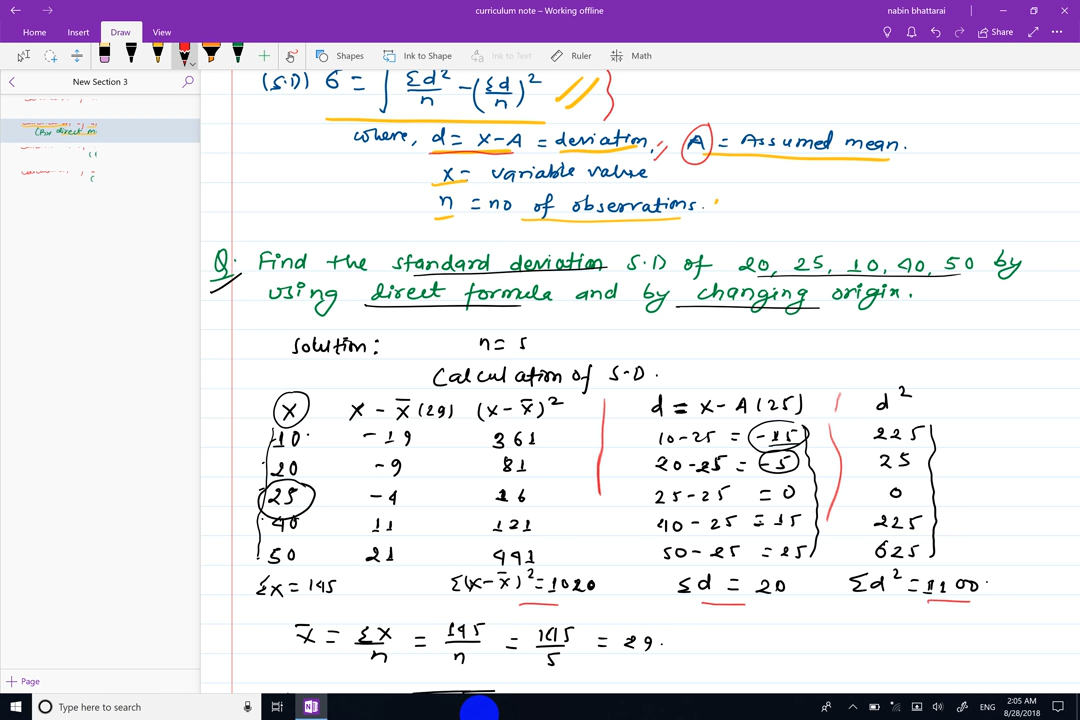 curriculum note – Working offline
nabin bhattarai
Home Insert Draw View
Share
Shapes Ink to Shape Ink to Text Ruler Math
New Section 3
(S.D) σ = √ Σd²/n - (Σd/n)²
where, d = x-A = deviation, A = Assumed mean.
x - variable value
n = no of observations.
Q. Find the standard deviation S.D of 20, 25, 10, 40, 50 by
using direct formula and by changing origin.
Solution: n = 5
Calculation of S.D.
X X - X̄ (29) (X - X̄)² d = X - A (25) d²
10 -19 361 10-25 = -15 225
20 -9 81 20-25 = -5 25
25 -4 16 25-25 = 0 0
40 11 121 40-25 = 15 225
50 21 441 50-25 = 25 625
ΣX = 145 Σ(X-X̄)² = 1020 Σd = 20 Σd² = 1100
X̄ = ΣX/n = 145/n = 145/5 = 29.
Page
Type here to search
ENG
2:05 AM
8/28/2018